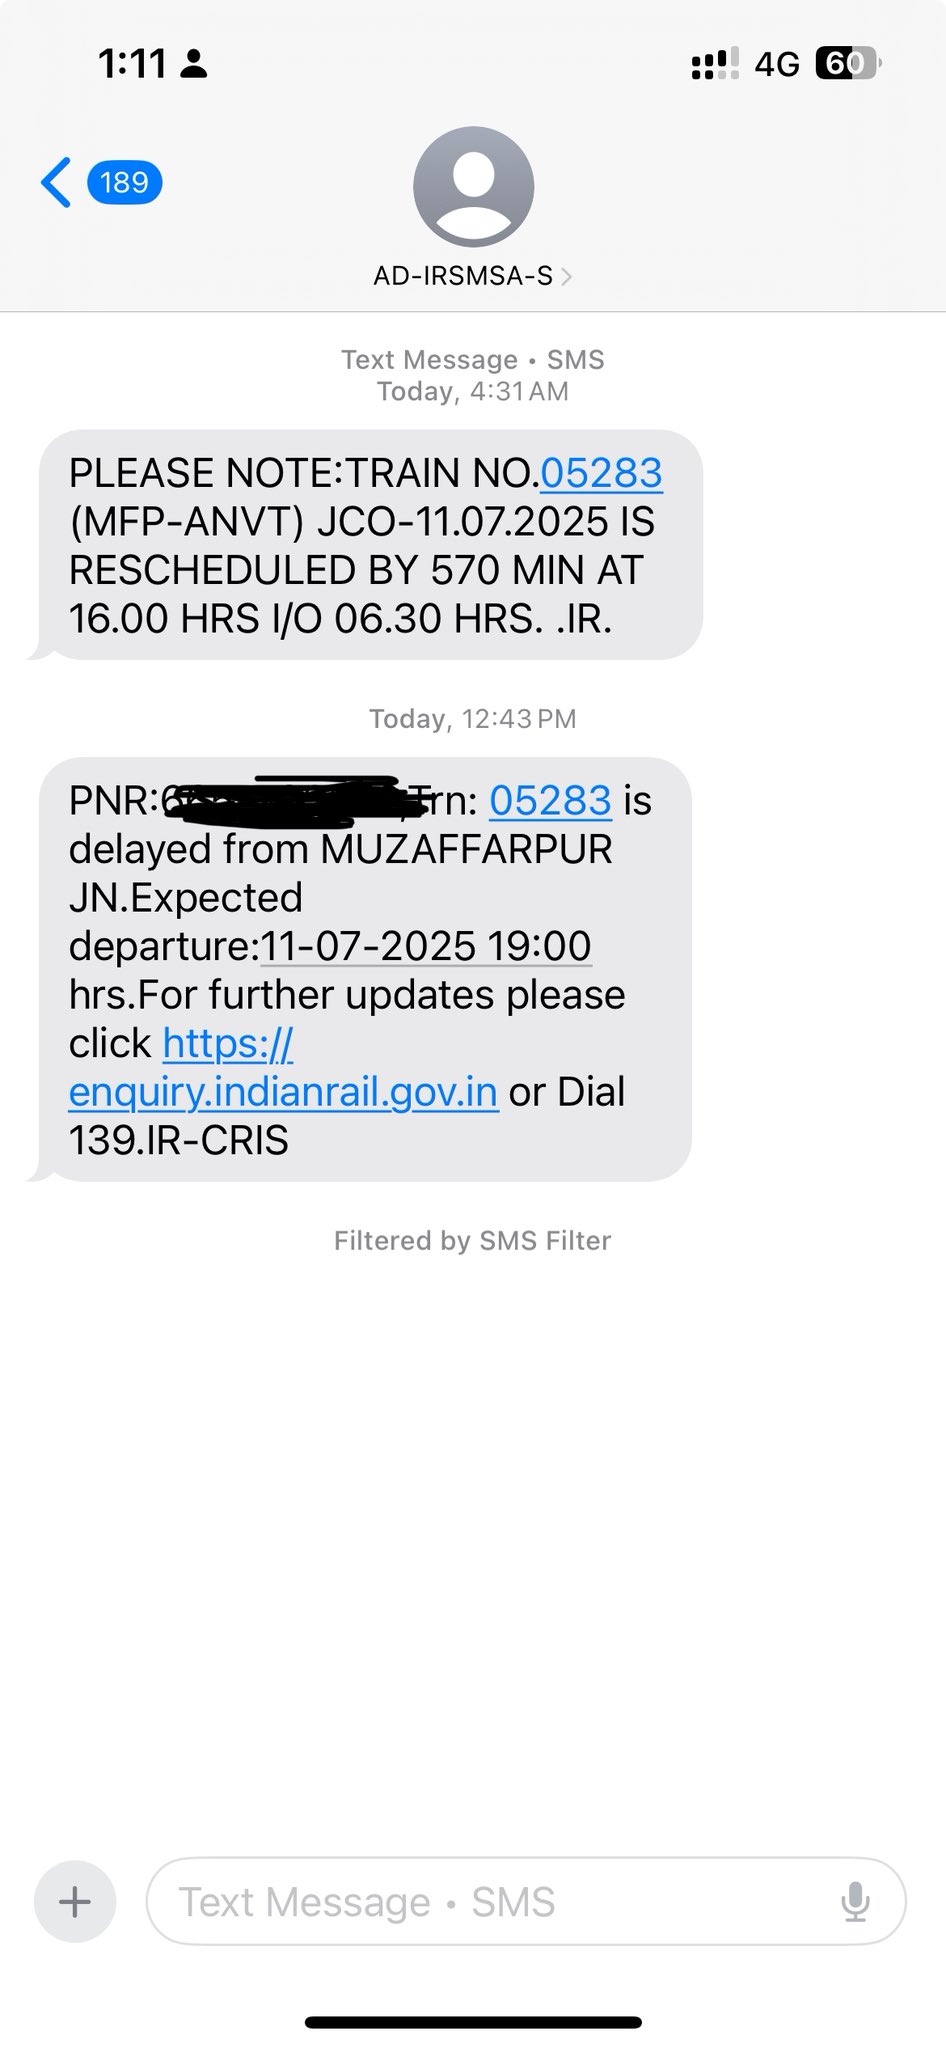 1:11
4G 60
189
AD-IRSMSA-S
Text Message • SMS
Today, 4:31 AM
PLEASE NOTE:TRAIN NO.05283
(MFP-ANVT) JCO-11.07.2025 IS
RESCHEDULED BY 570 MIN AT
16.00 HRS I/O 06.30 HRS. .IR.
Today, 12:43 PM
PNR: Trn: 05283 is
delayed from MUZAFFARPUR
JN.Expected
departure:11-07-2025 19:00
hrs.For further updates please
click https://
enquiry.indianrail.gov.in or Dial
139.IR-CRIS
Filtered by SMS Filter
Text Message • SMS